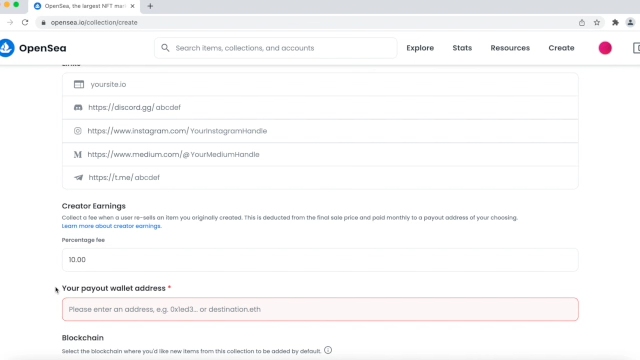 OpenSea, the largest NFT mar
opensea.io/collection/create
OpenSea
Search items, collections, and accounts
Explore
Stats
Resources
Create
Links
yoursite.io
https://discord.gg/abcdef
https://www.instagram.com/YourInstagramHandle
https://www.medium.com/@YourMediumHandle
https://t.me/abcdef
Creator Earnings
Collect a fee when a user re-sells an item you originally created. This is deducted from the final sale price and paid monthly to a payout address of your choosing.
Learn more about creator earnings.
Percentage fee
10.00
Your payout wallet address *
Please enter an address, e.g. 0x1ed3... or destination.eth
Blockchain
Select the blockchain where you'd like new items from this collection to be added by default.